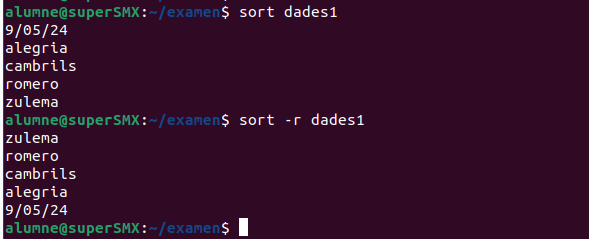 alumne@superSMX:~/examen$ sort dades1
9/05/24
alegria
cambrils
romero
zulema
alumne@superSMX:~/examen$ sort -r dades1
zulema
romero
cambrils
alegria
9/05/24
alumne@superSMX:~/examen$